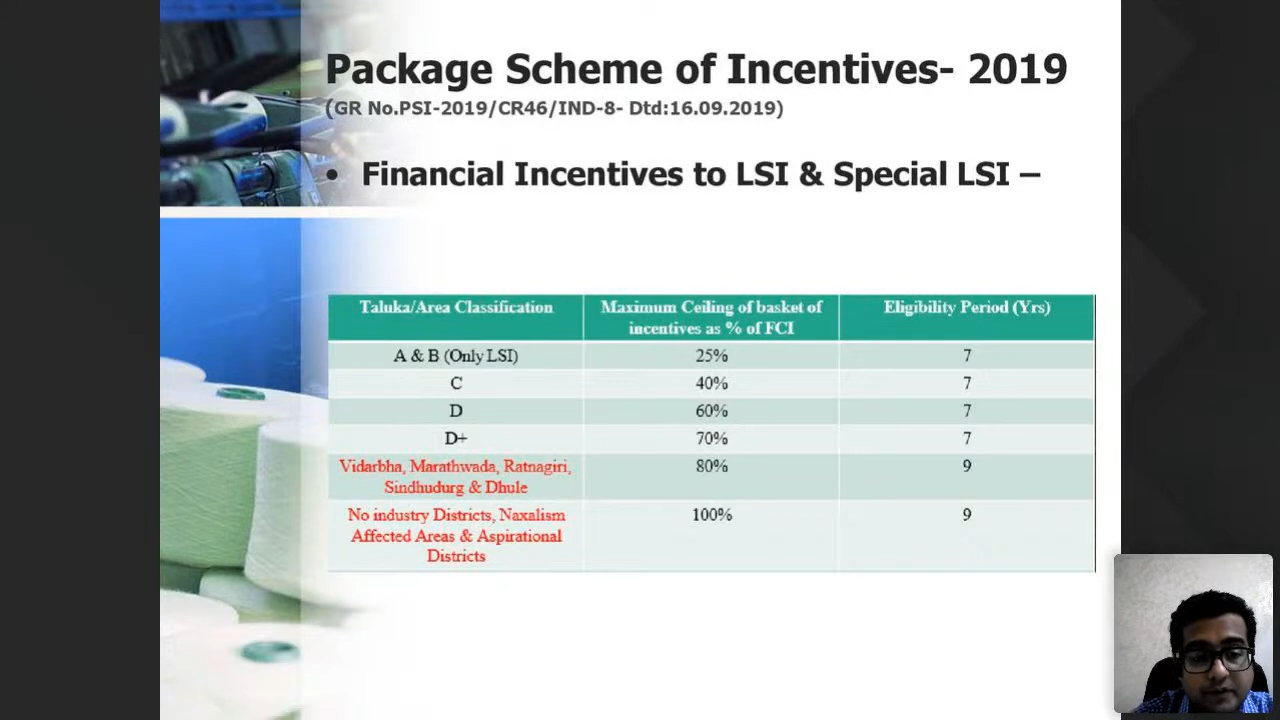 Package Scheme of Incentives- 2019
(GR No.PSI-2019/CR46/IND-8- Dtd:16.09.2019)
• Financial Incentives to LSI & Special LSI –
Taluka/Area Classification Maximum Ceiling of basket of incentives as % of FCI Eligibility Period (Yrs)
A & B (Only LSI) 25% 7
C 40% 7
D 60% 7
D+ 70% 7
Vidarbha, Marathwada, Ratnagiri, Sindhudurg & Dhule 80% 9
No industry Districts, Naxalism Affected Areas & Aspirational Districts 100% 9